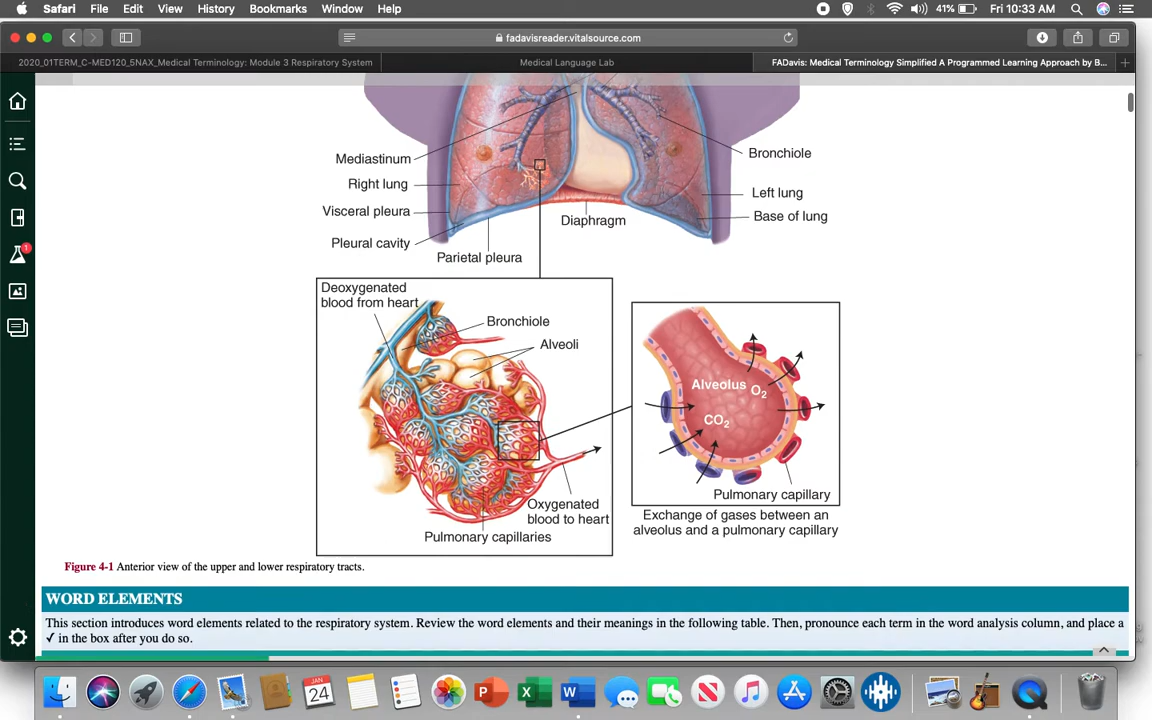 Safari File Edit View History Bookmarks Window Help 41% Fri 10:33 AM
fadavisreader.vitalsource.com
2020_01TERM_C-MED120_5NAX_Medical Terminology: Module 3 Respiratory System
Medical Language Lab
FADavis: Medical Terminology Simplified A Programmed Learning Approach by B...
Mediastinum
Bronchiole
Right lung
Left lung
Visceral pleura
Base of lung
Diaphragm
Pleural cavity
Parietal pleura
1
Deoxygenated
blood from heart
Bronchiole
Alveoli
Alveolus O2
CO2
Pulmonary capillary
Oxygenated
blood to heart
Exchange of gases between an
alveolus and a pulmonary capillary
Pulmonary capillaries
Figure 4-1 Anterior view of the upper and lower respiratory tracts.
WORD ELEMENTS
This section introduces word elements related to the respiratory system. Review the word elements and their meanings in the following table. Then, pronounce each term in the word analysis column, and place a
✓ in the box after you do so.
JAN
24